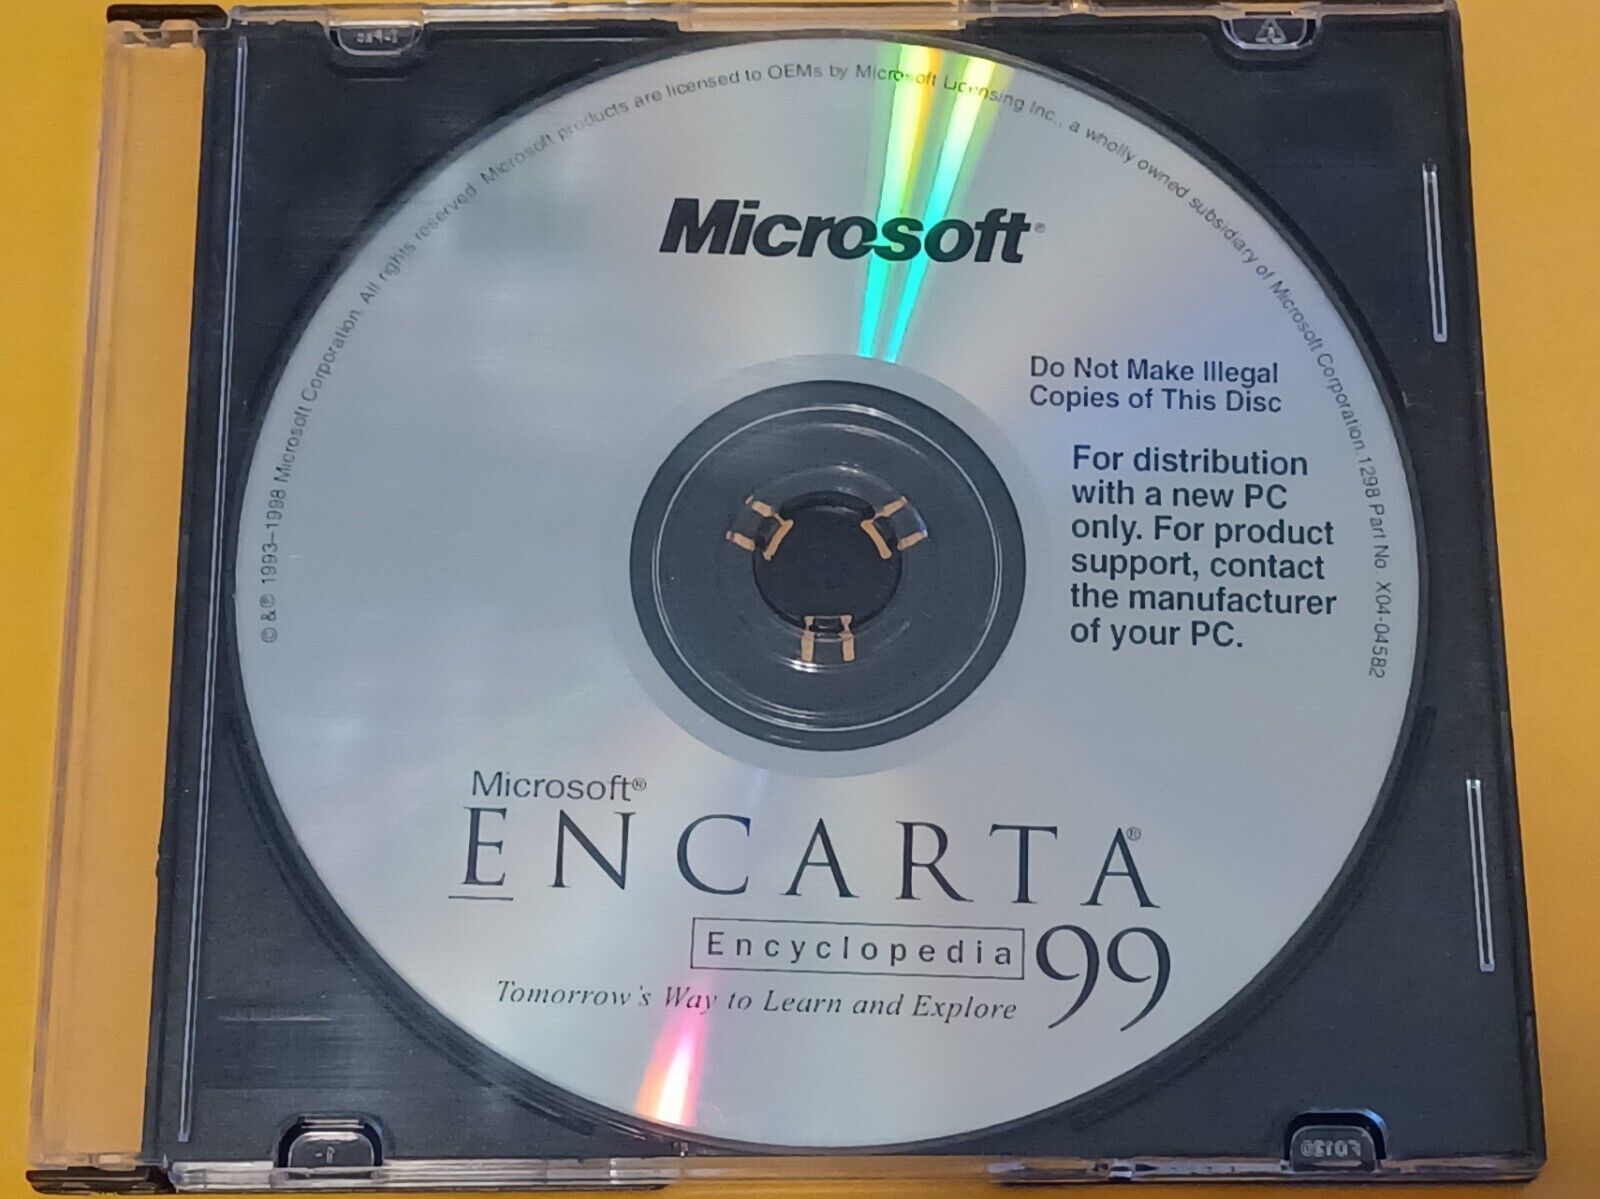 © &℗ 1993–1998 Microsoft Corporation. All rights reserved. Microsoft products are licensed to OEMs by Microsoft Licensing Inc., a wholly owned subsidiary of Microsoft Corporation.1298 Part No. X04-04582
Microsoft®
Do Not Make Illegal
Copies of This Disc
For distribution
with a new PC
only. For product
support, contact
the manufacturer
of your PC.
Microsoft®
ENCARTA®
Encyclopedia 99
Tomorrow's Way to Learn and Explore